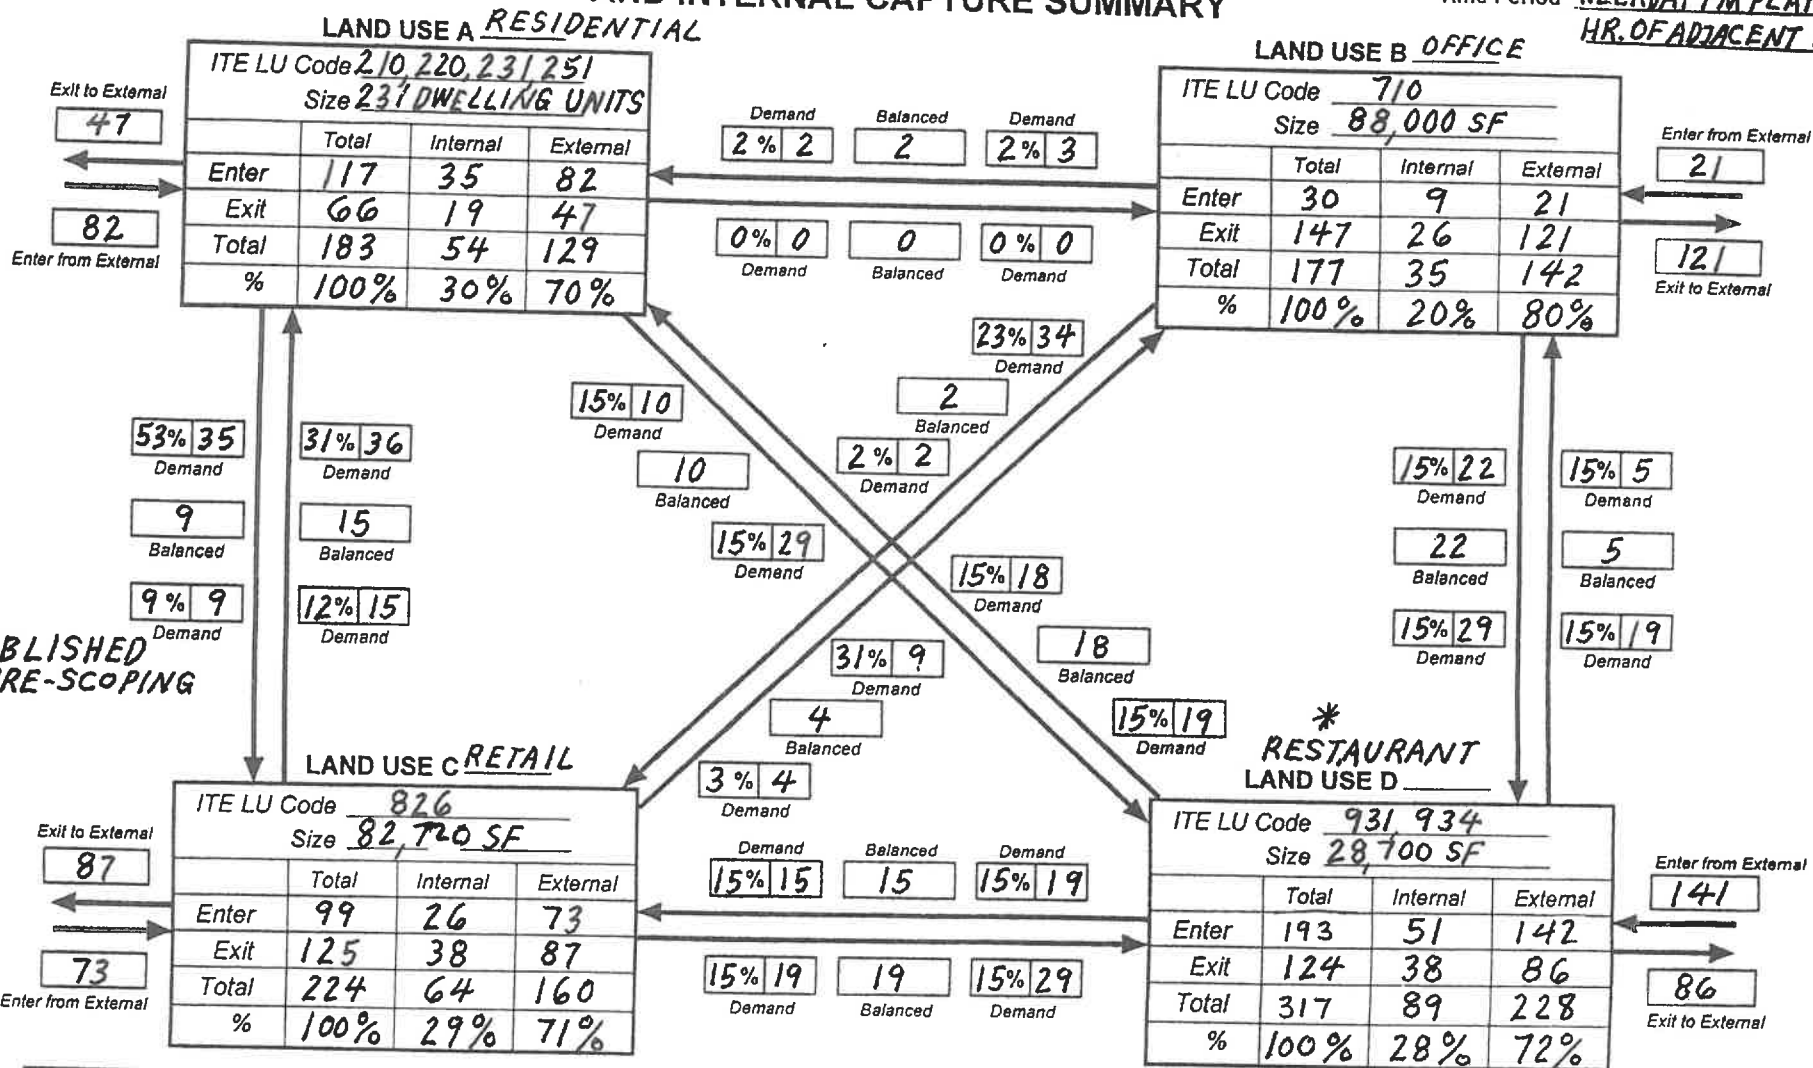 AND INTERNAL CAPTURE SUMMARY
HR. OF ADJACENT
LAND USE A RESIDENTIAL
ITE LU Code 210, 220, 231, 251
Size 231 DWELLING UNITS
Total Internal External
Enter 117 35 82
Exit 66 19 47
Total 183 54 129
% 100% 30% 70%
Exit to External
47
82
Enter from External
LAND USE B OFFICE
ITE LU Code 710
Size 88,000 SF
Total Internal External
Enter 30 9 21
Exit 147 26 121
Total 177 35 142
% 100% 20% 80%
Enter from External
21
121
Exit to External
Demand Balanced Demand
2% 2 2 2% 3
0% 0 0 0% 0
Demand Balanced Demand
53% 35
Demand
9
Balanced
9% 9
Demand
31% 36
Demand
15
Balanced
12% 15
Demand
15% 10
Demand
10
Balanced
15% 29
Demand
23% 34
Demand
2
Balanced
2% 2
Demand
15% 18
Demand
18
Balanced
15% 19
Demand
31% 9
Demand
4
Balanced
3% 4
Demand
15% 22
Demand
22
Balanced
15% 29
Demand
15% 5
Demand
5
Balanced
15% 19
Demand
BLISHED
RE-SCOPING
LAND USE C RETAIL
ITE LU Code 826
Size 82,720 SF
Total Internal External
Enter 99 26 73
Exit 125 38 87
Total 224 64 160
% 100% 29% 71%
Exit to External
87
73
Enter from External
Demand Balanced Demand
15% 15 15 15% 19
15% 19 19 15% 29
Demand Balanced Demand
*
RESTAURANT
LAND USE D
ITE LU Code 931, 934
Size 28,700 SF
Total Internal External
Enter 193 51 142
Exit 124 38 86
Total 317 89 228
% 100% 28% 72%
Enter from External
141
86
Exit to External